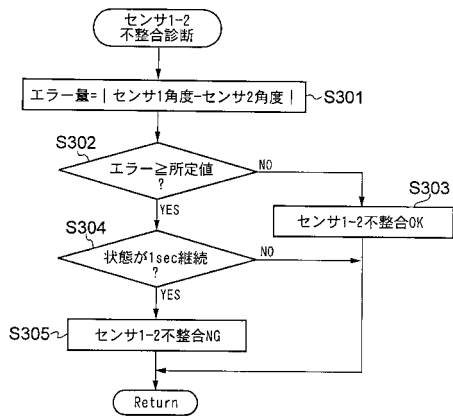 センサ1-2
不整合診断
エラー量=|センサ1角度-センサ2角度|
S301
S302
エラー≧所定値
?
NO
YES
S303
センサ1-2不整合OK
S304
状態が1sec継続
?
NO
YES
S305
センサ1-2不整合NG
Return